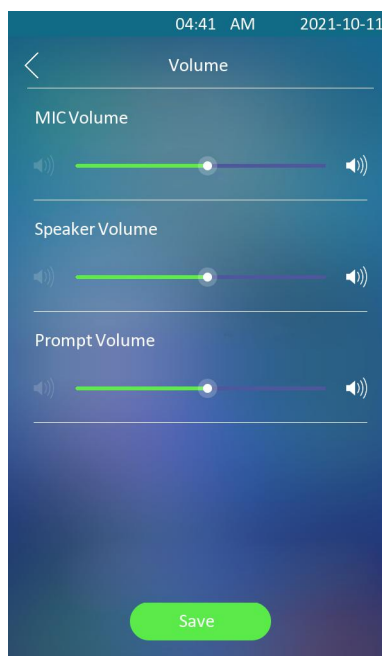 04:41 AM 2021-10-11
Volume
MIC Volume
Speaker Volume
Prompt Volume
Save